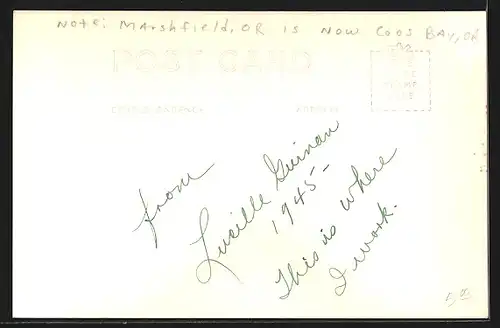 Note: Marshfield, OR is now Coos Bay, OR
POST CARD
from
Lucille Guinan
1945-
This is where
I work.